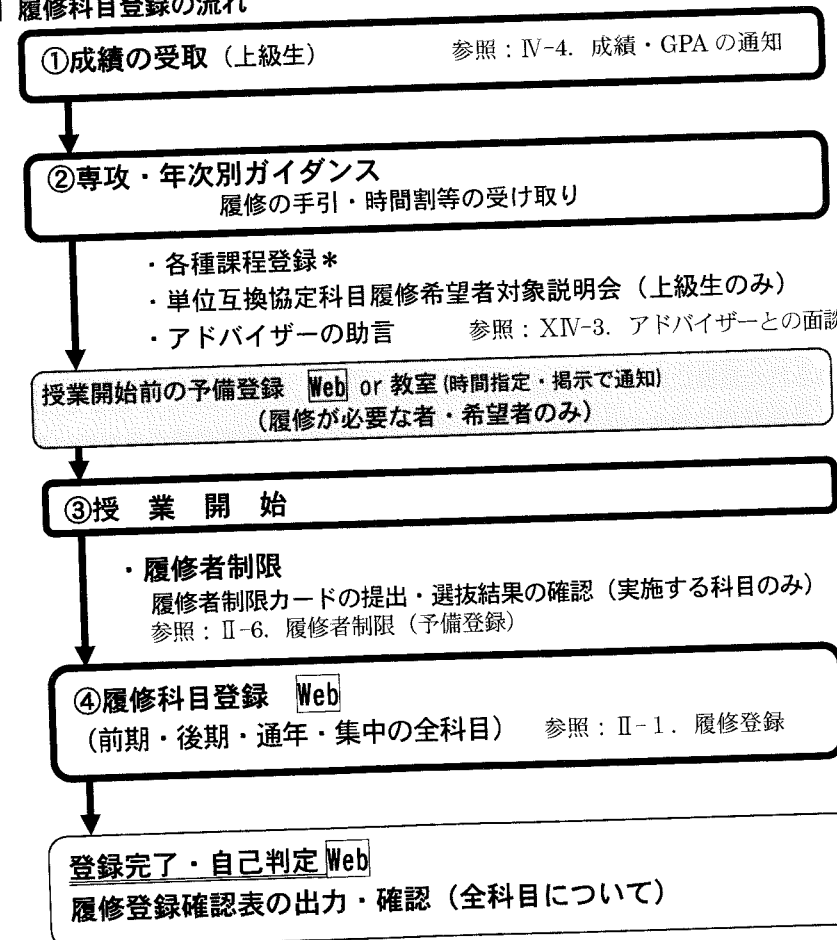 履修科目登録の流れ
①成績の受取（上級生） 参照：Ⅳ-4．成績・GPAの通知
②専攻・年次別ガイダンス
履修の手引・時間割等の受け取り
・各種課程登録＊
・単位互換協定科目履修希望者対象説明会（上級生のみ）
・アドバイザーの助言 参照：ⅩⅣ-3．アドバイザーとの面談
授業開始前の予備登録 Web or 教室(時間指定・掲示で通知)
(履修が必要な者・希望者のみ)
③授 業 開 始
・履修者制限
履修者制限カードの提出・選抜結果の確認（実施する科目のみ）
参照：Ⅱ-6．履修者制限（予備登録）
④履修科目登録 Web
（前期・後期・通年・集中の全科目） 参照：Ⅱ-1．履修登録
登録完了・自己判定 Web
履修登録確認表の出力・確認（全科目について）